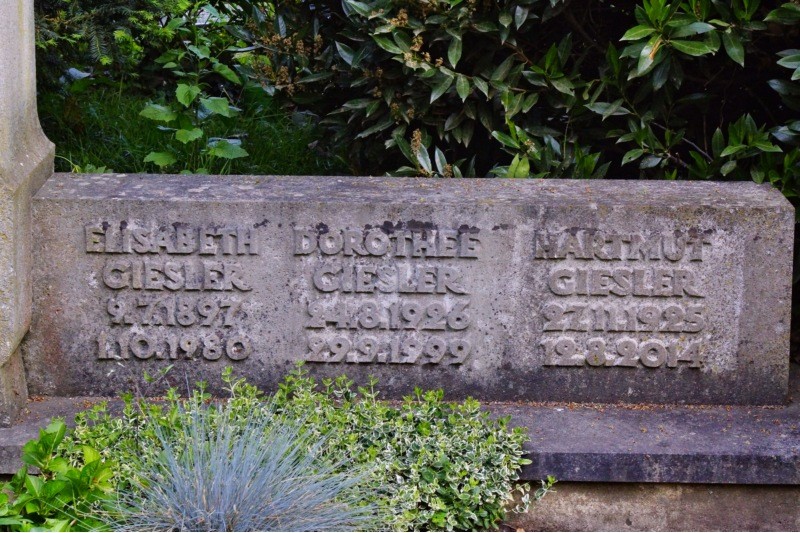 ELISABETH
GIESLER
9.7.1897
1.10.1980
DOROTHEE
GIESLER
24.8.1926
29.9.1999
HARTMUT
GIESLER
27.11.1925
12.8.2014